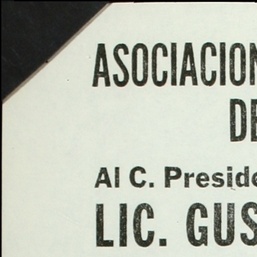 ASOCIACION
DE
Al C. Preside
LIC. GUS